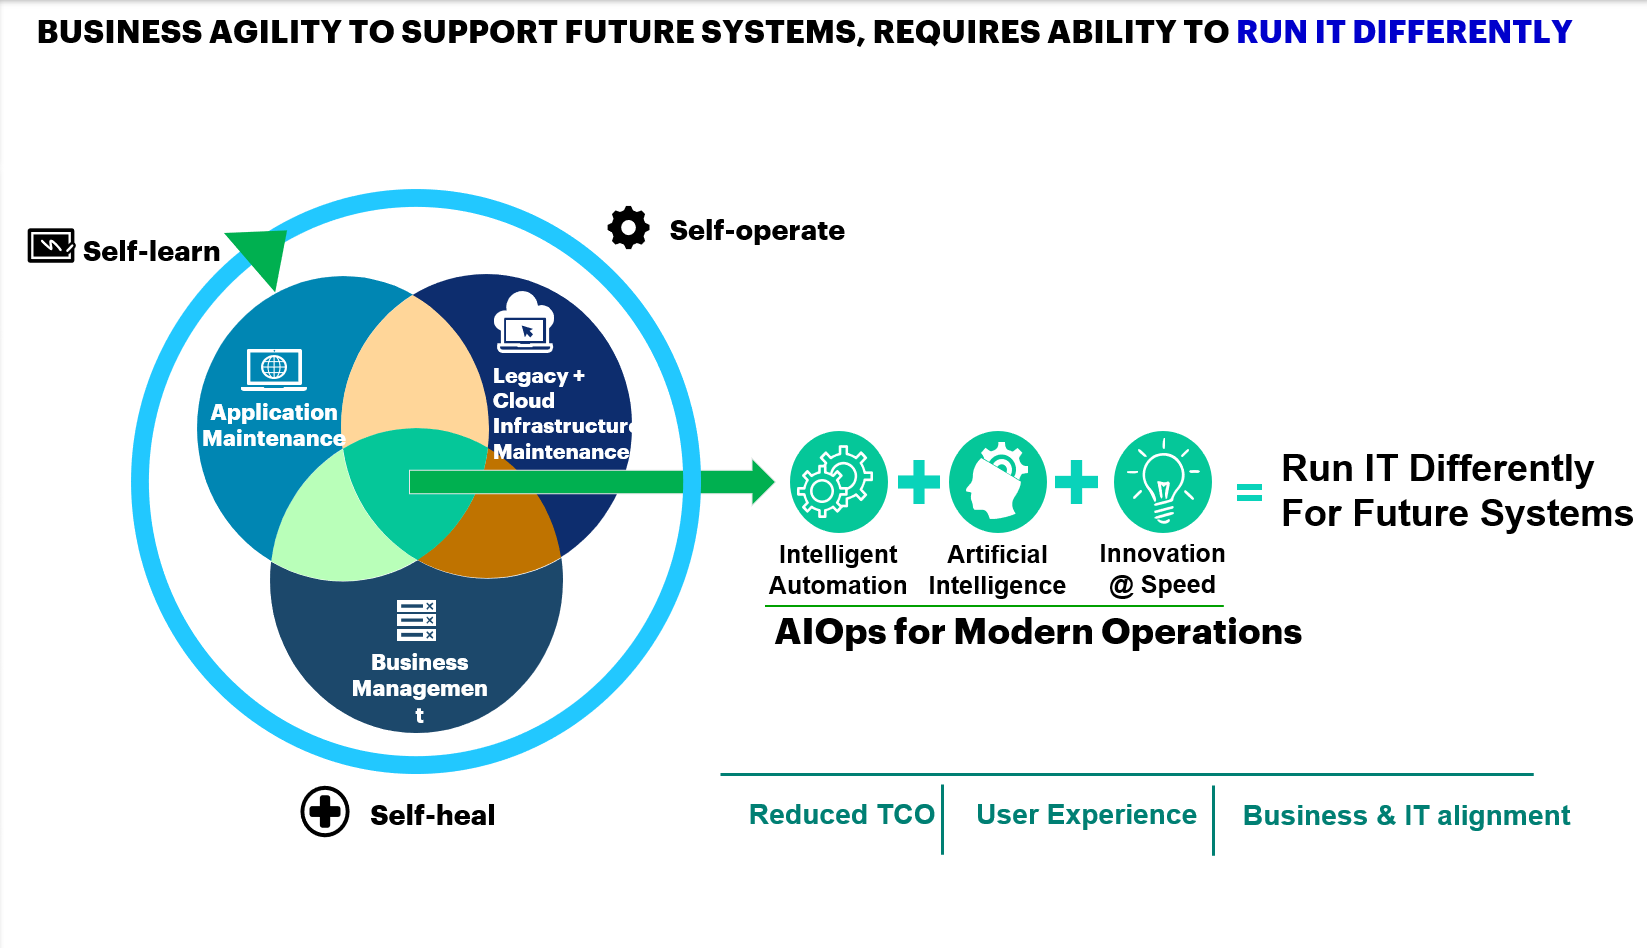 BUSINESS AGILITY TO SUPPORT FUTURE SYSTEMS, REQUIRES ABILITY TO RUN IT DIFFERENTLY
Self-learn
Self-operate
Application
Maintenance
Legacy +
Cloud
Infrastructure
Maintenance
Business
Managemen
t
Self-heal
Intelligent
Automation
+
Artificial
Intelligence
+
Innovation
@ Speed
=
Run IT Differently
For Future Systems
AIOps for Modern Operations
Reduced TCO
User Experience
Business & IT alignment